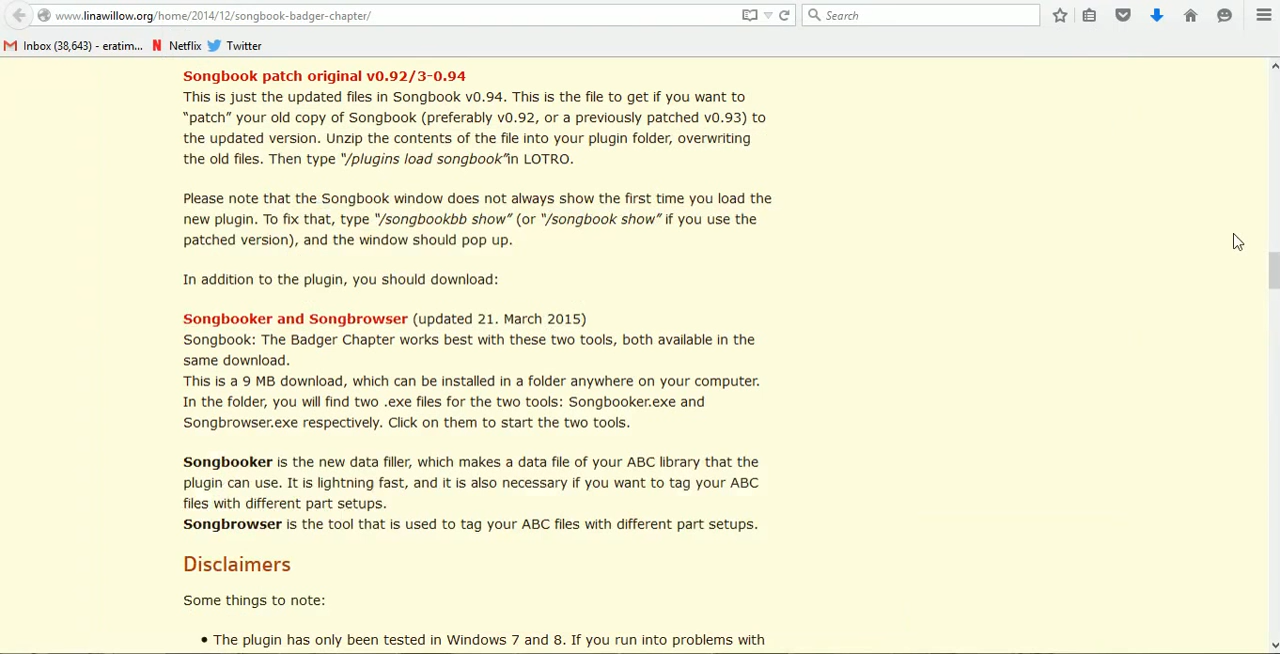 www.linawillow.org/home/2014/12/songbook-badger-chapter/
Search
Inbox (38,643) - eratim...
Netflix
Twitter
Songbook patch original v0.92/3-0.94
This is just the updated files in Songbook v0.94. This is the file to get if you want to
“patch” your old copy of Songbook (preferably v0.92, or a previously patched v0.93) to
the updated version. Unzip the contents of the file into your plugin folder, overwriting
the old files. Then type “/plugins load songbook”in LOTRO.
Please note that the Songbook window does not always show the first time you load the
new plugin. To fix that, type “/songbookbb show” (or “/songbook show” if you use the
patched version), and the window should pop up.
In addition to the plugin, you should download:
Songbooker and Songbrowser (updated 21. March 2015)
Songbook: The Badger Chapter works best with these two tools, both available in the
same download.
This is a 9 MB download, which can be installed in a folder anywhere on your computer.
In the folder, you will find two .exe files for the two tools: Songbooker.exe and
Songbrowser.exe respectively. Click on them to start the two tools.
Songbooker is the new data filler, which makes a data file of your ABC library that the
plugin can use. It is lightning fast, and it is also necessary if you want to tag your ABC
files with different part setups.
Songbrowser is the tool that is used to tag your ABC files with different part setups.
Disclaimers
Some things to note:
• The plugin has only been tested in Windows 7 and 8. If you run into problems with